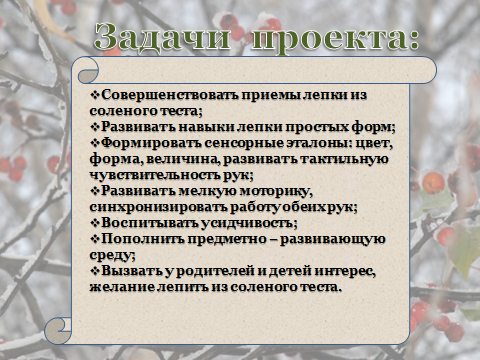 Задачи проекта:
❖Совершенствовать приемы лепки из
соленого теста;
❖Развивать навыки лепки простых форм;
❖Формировать сенсорные эталоны: цвет,
форма, величина, развивать тактильную
чувствительность рук;
❖Развивать мелкую моторику,
синхронизировать работу обеих рук;
❖Воспитывать усидчивость;
❖Пополнить предметно – развивающую
среду;
❖Вызвать у родителей и детей интерес,
желание лепить из соленого теста.